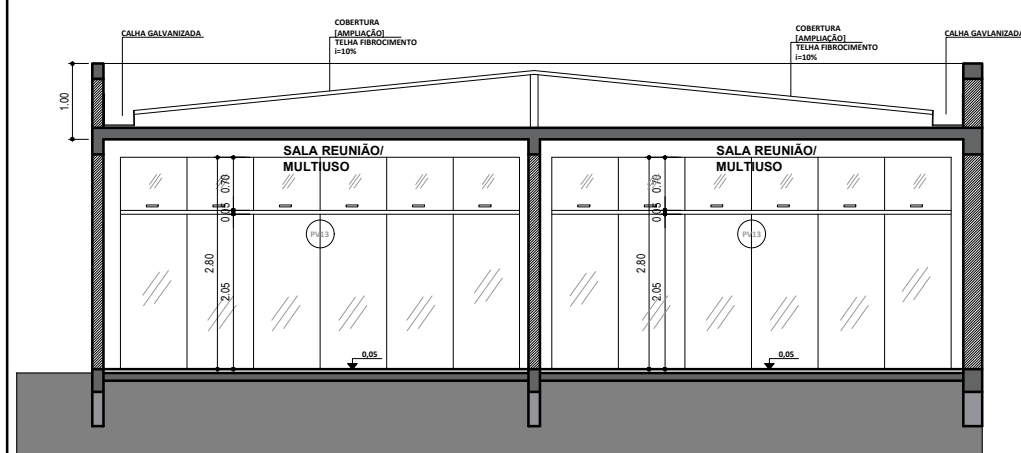 COBERTURA
[AMPLIAÇÃO]
TELHA FIBROCIMENTO
i=10%
CALHA GALVANIZADA
COBERTURA
[AMPLIAÇÃO]
TELHA FIBROCIMENTO
i=10%
CALHA GAVLANIZADA
1.00
SALA REUNIÃO/
MULTIUSO
SALA REUNIÃO/
MULTIUSO
0.70
0.05
2.80
2.05
PV13
0,05
0.70
0.05
2.80
2.05
PV13
0,05